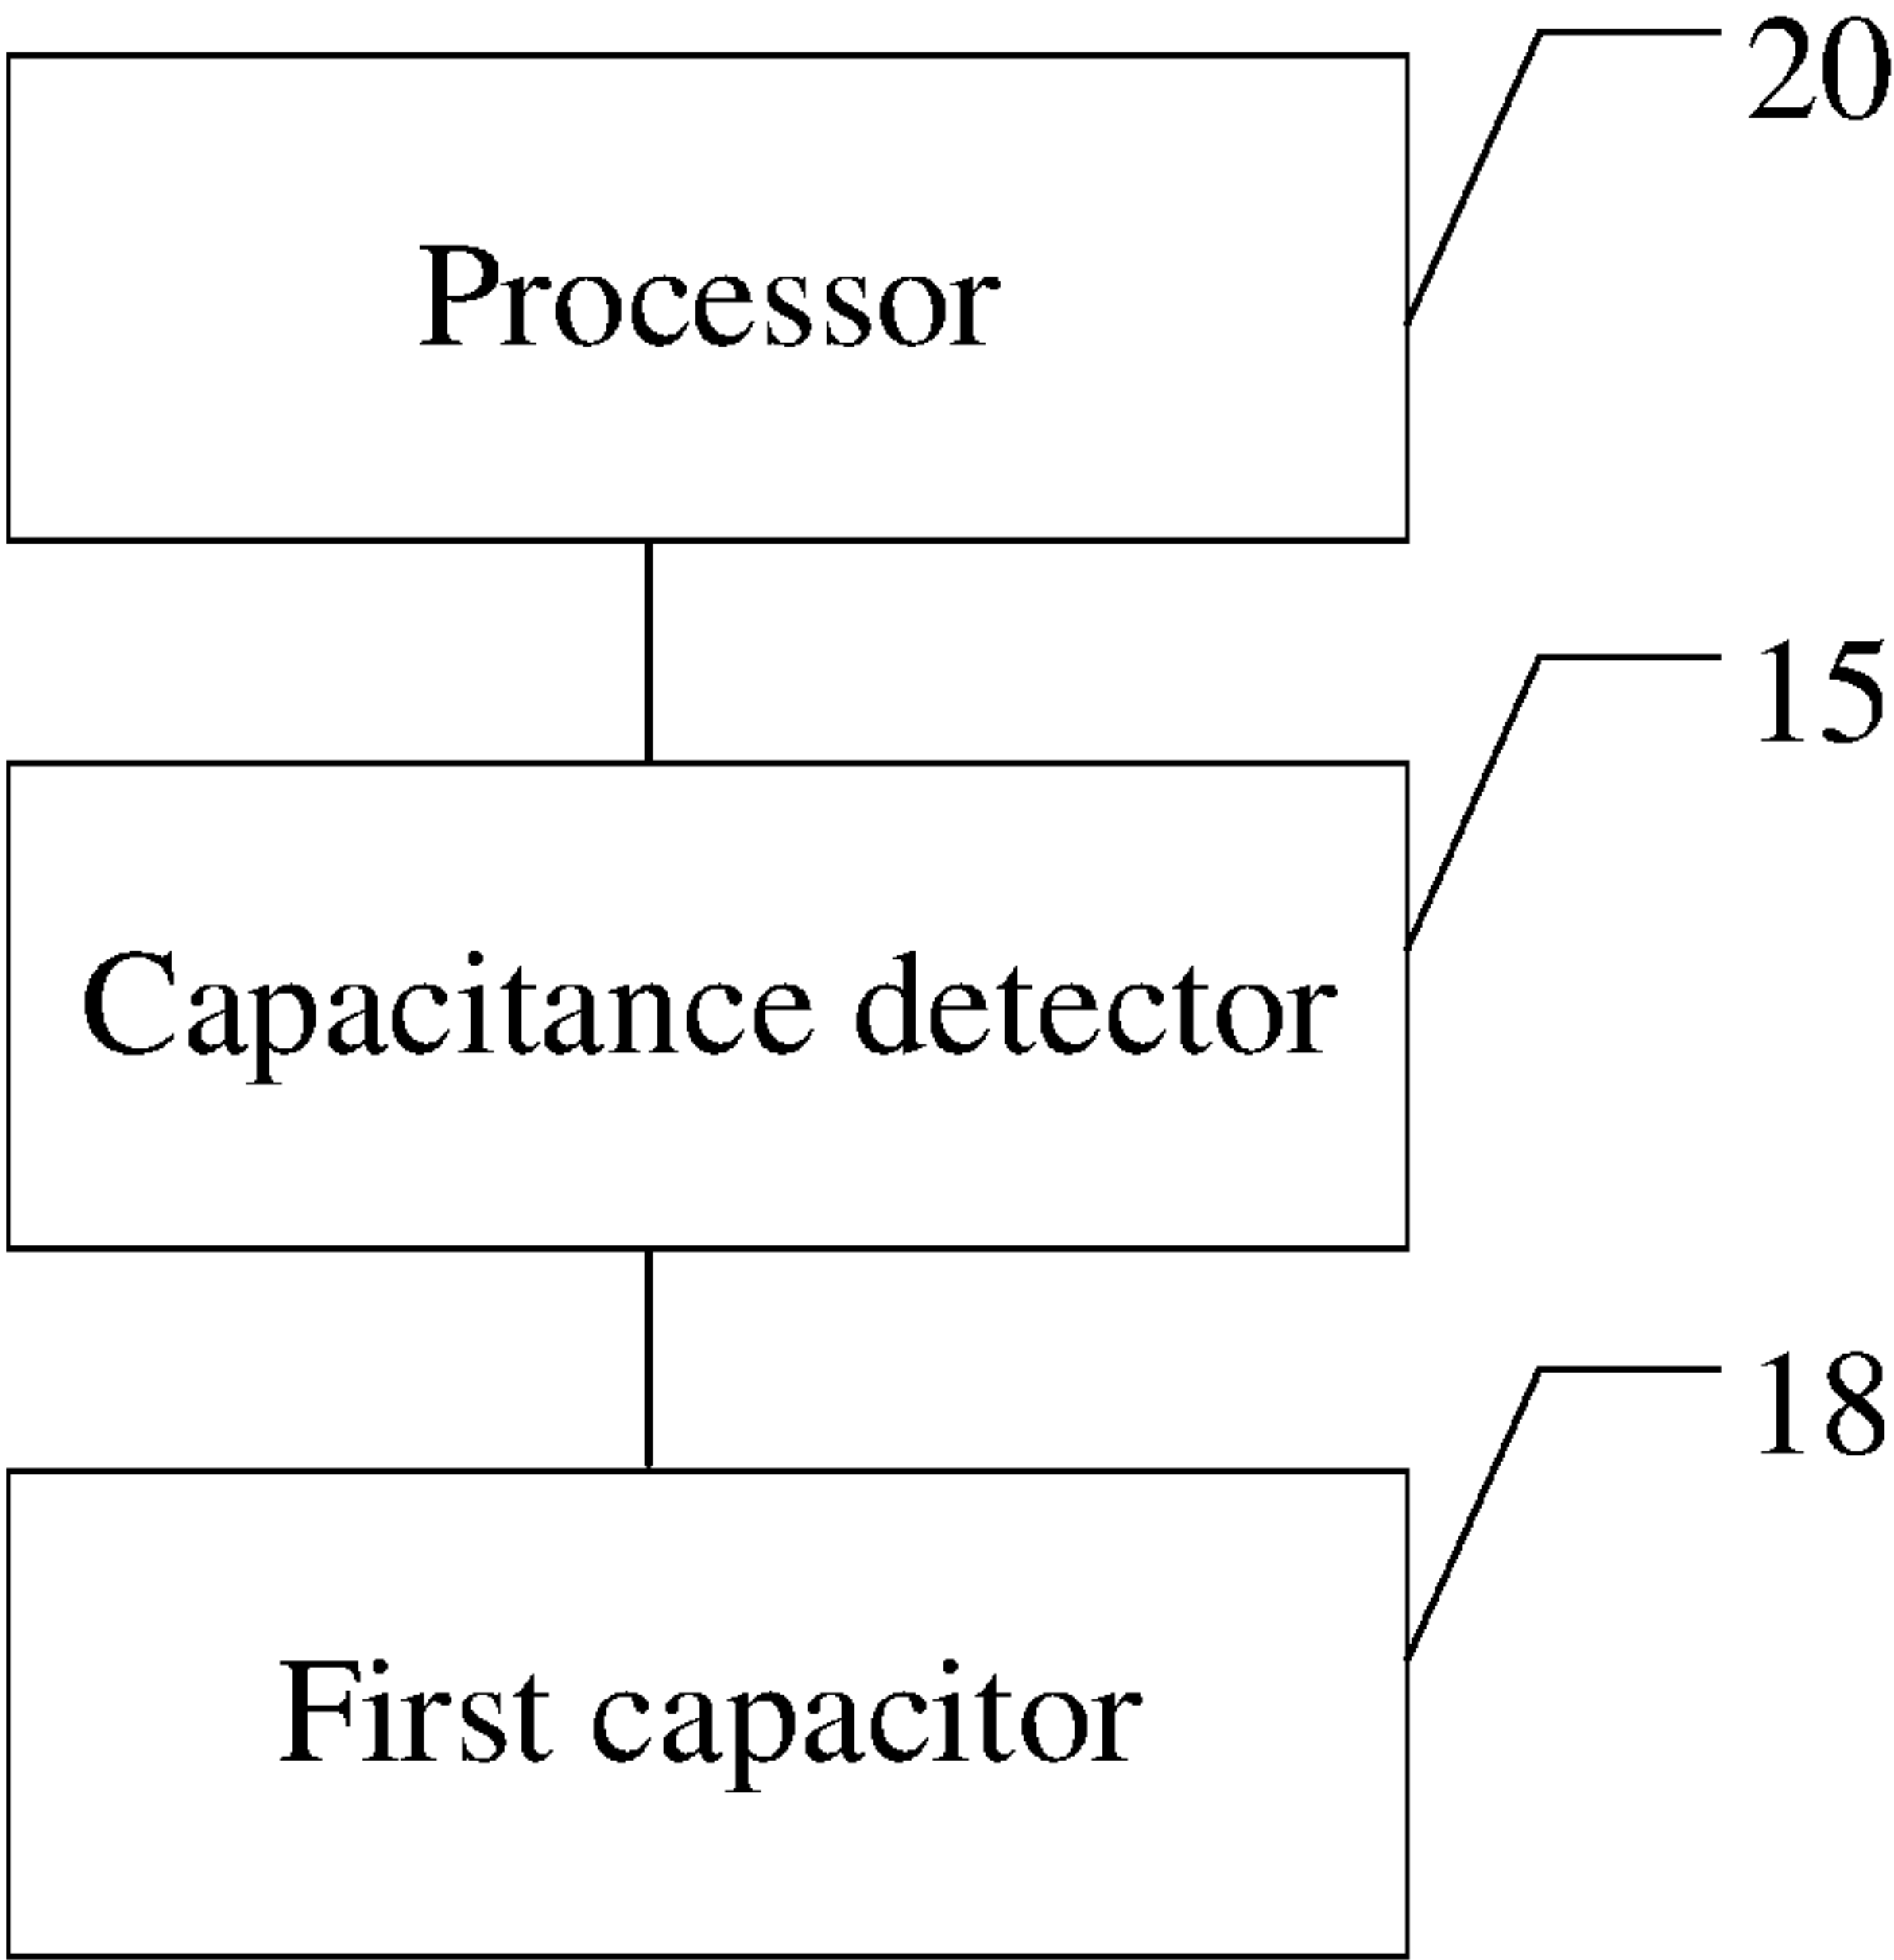 20
Processor
15
Capacitance detector
18
First capacitor